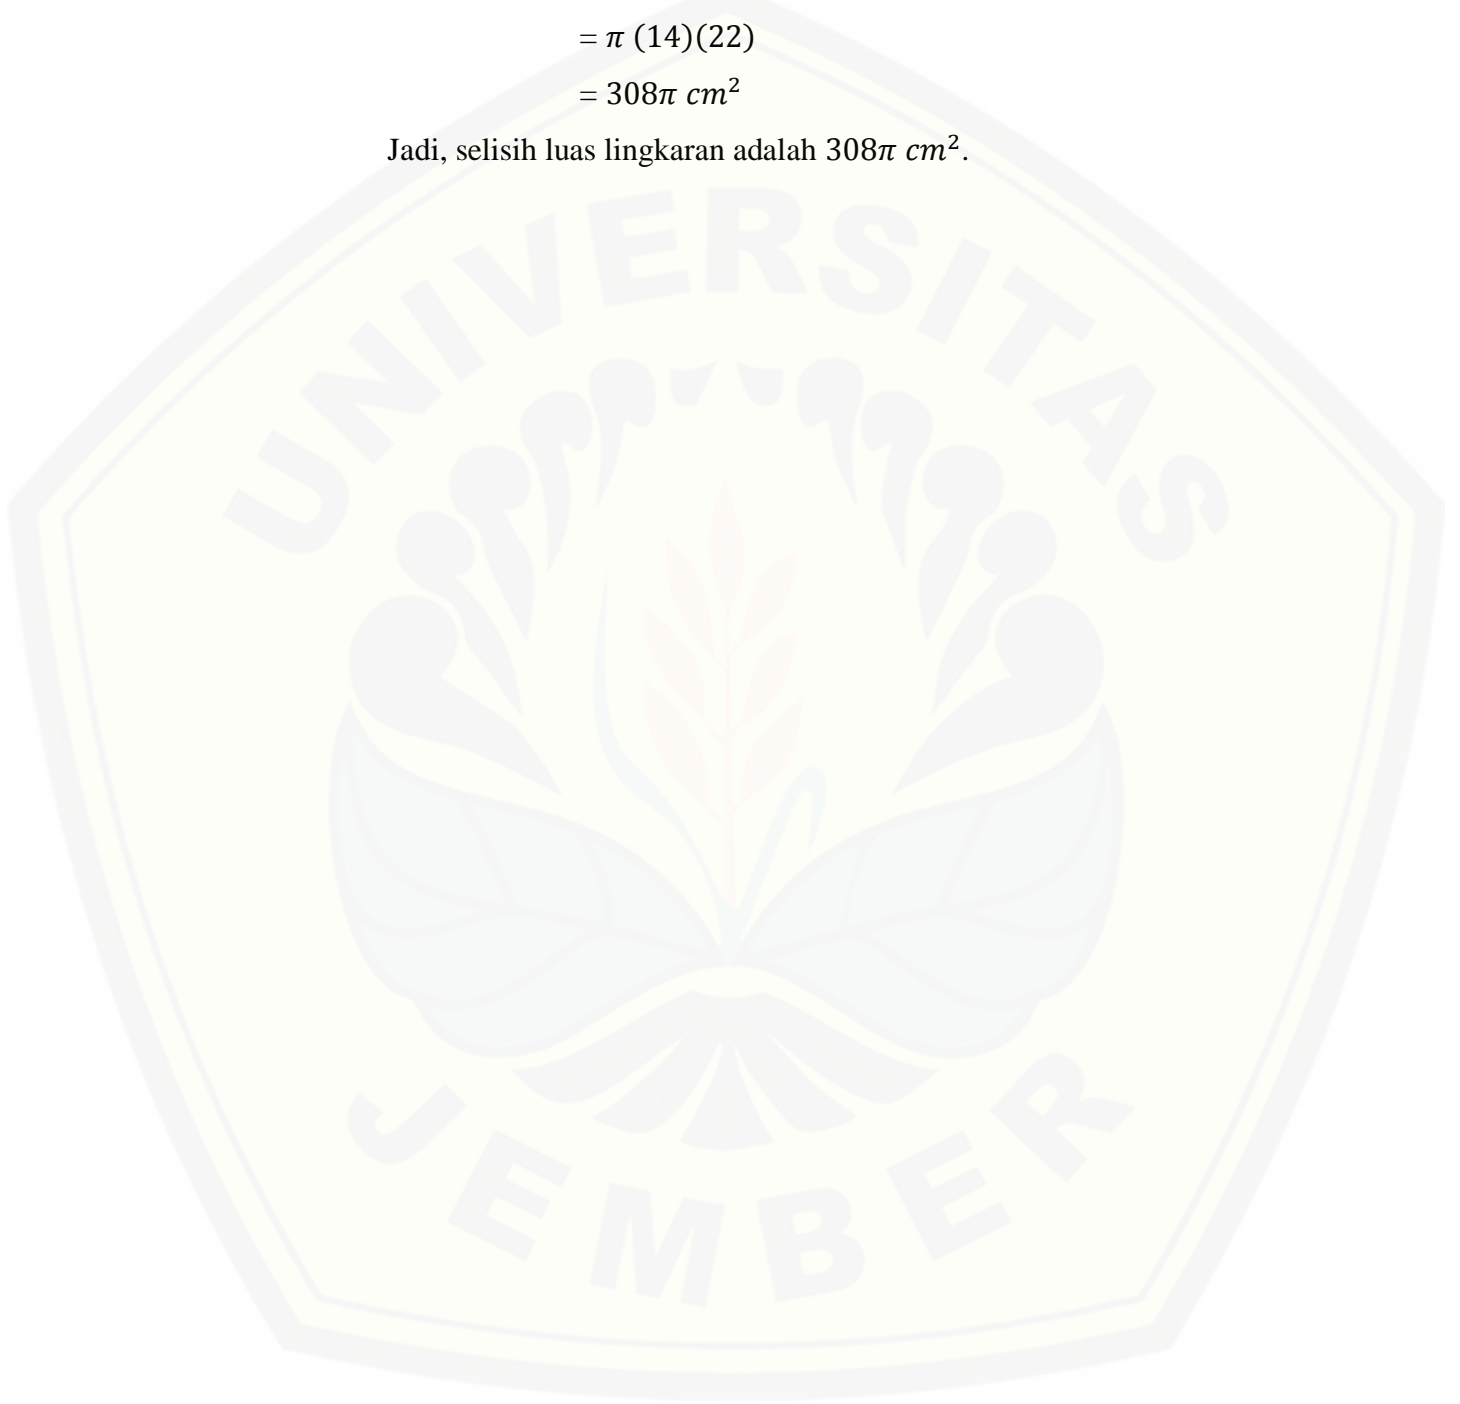 = π (14)(22)
= 308π cm²
Jadi, selisih luas lingkaran adalah 308π cm².
UNIVERSITAS
JEMBER